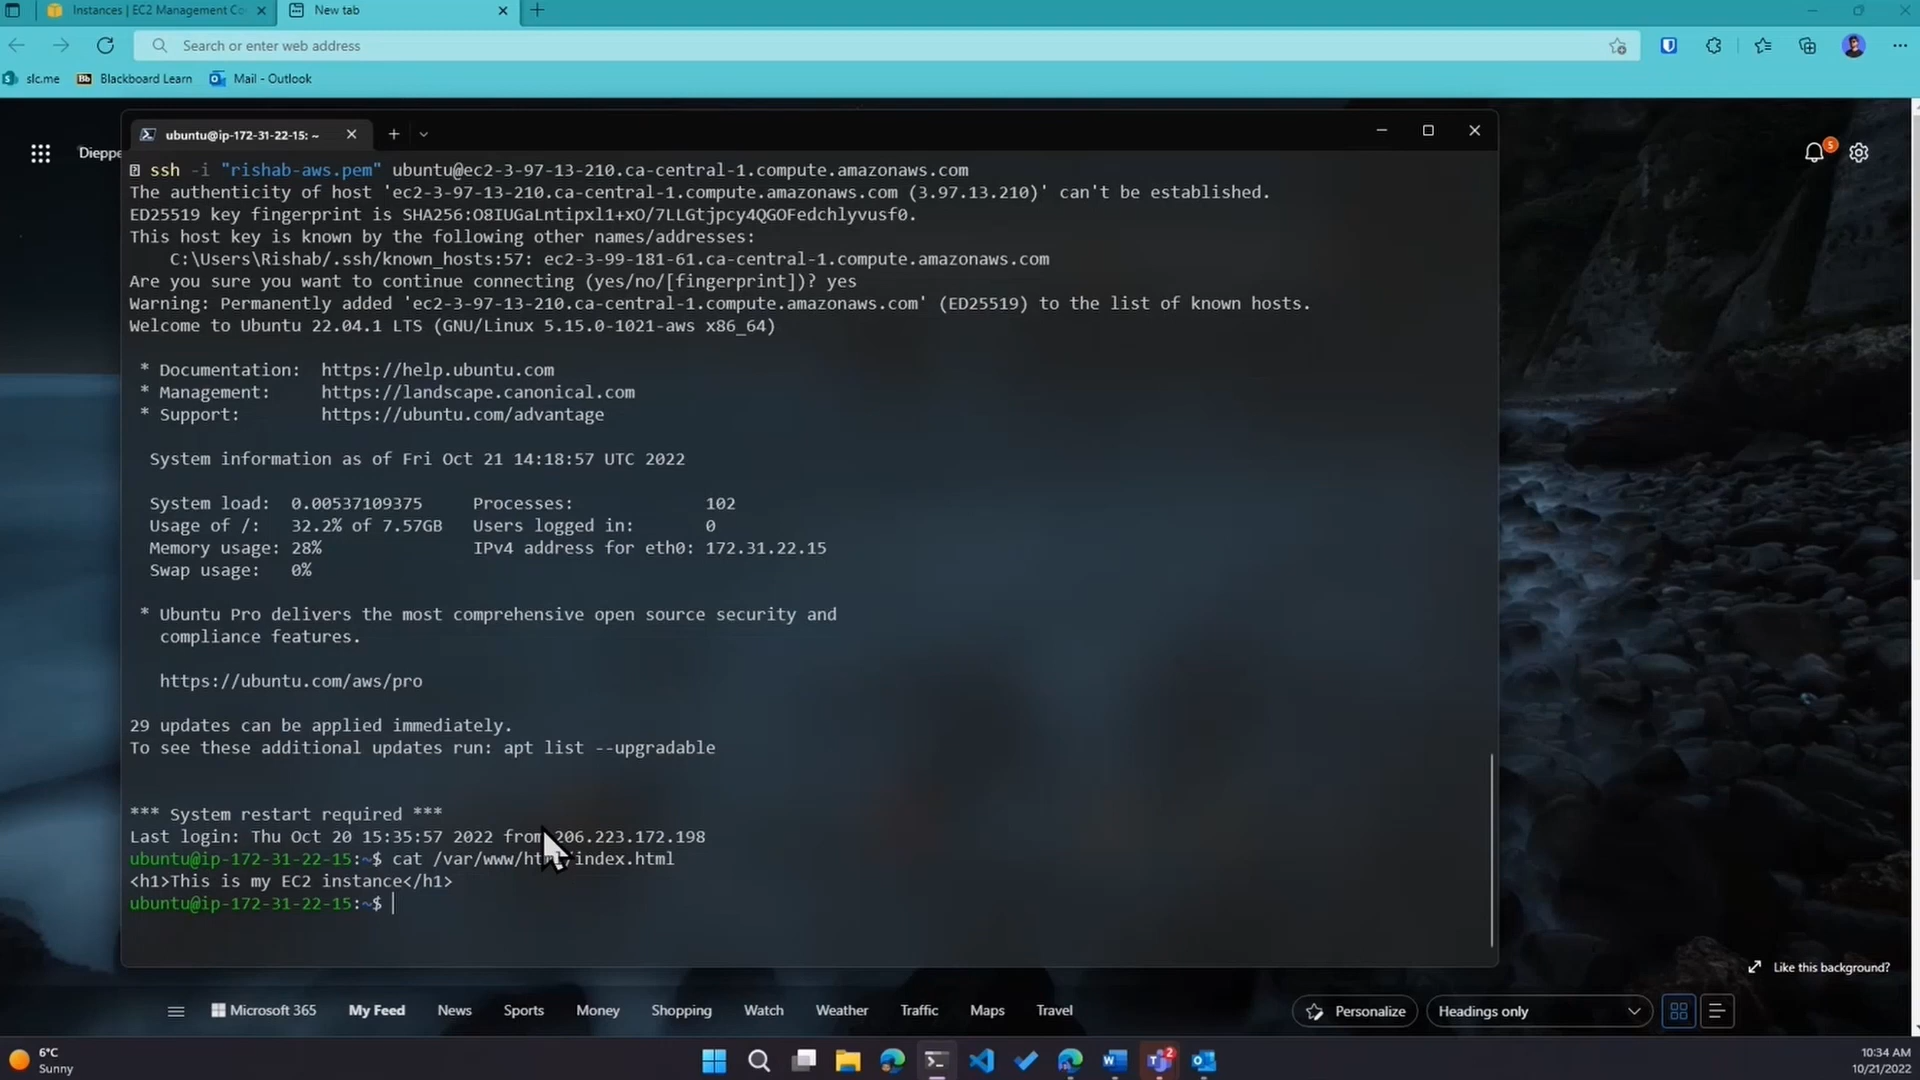 Instances | EC2 Management Co
New tab
Search or enter web address
slc.me
Blackboard Learn
Mail - Outlook
Diepp
5
ubuntu@ip-172-31-22-15: ~
ssh -i "rishab-aws.pem" ubuntu@ec2-3-97-13-210.ca-central-1.compute.amazonaws.com
The authenticity of host 'ec2-3-97-13-210.ca-central-1.compute.amazonaws.com (3.97.13.210)' can't be established.
ED25519 key fingerprint is SHA256:O8IUGaLntipxl1+xO/7LLGtjpcy4QGOFedchlyvusf0.
This host key is known by the following other names/addresses:
C:\Users\Rishab/.ssh/known_hosts:57: ec2-3-99-181-61.ca-central-1.compute.amazonaws.com
Are you sure you want to continue connecting (yes/no/[fingerprint])? yes
Warning: Permanently added 'ec2-3-97-13-210.ca-central-1.compute.amazonaws.com' (ED25519) to the list of known hosts.
Welcome to Ubuntu 22.04.1 LTS (GNU/Linux 5.15.0-1021-aws x86_64)
* Documentation: https://help.ubuntu.com
* Management: https://landscape.canonical.com
* Support: https://ubuntu.com/advantage
System information as of Fri Oct 21 14:18:57 UTC 2022
System load: 0.00537109375 Processes: 102
Usage of /: 32.2% of 7.57GB Users logged in: 0
Memory usage: 28% IPv4 address for eth0: 172.31.22.15
Swap usage: 0%
* Ubuntu Pro delivers the most comprehensive open source security and
compliance features.
https://ubuntu.com/aws/pro
29 updates can be applied immediately.
To see these additional updates run: apt list --upgradable
*** System restart required ***
Last login: Thu Oct 20 15:35:57 2022 from 206.223.172.198
ubuntu@ip-172-31-22-15:~$ cat /var/www/html/index.html
<h1>This is my EC2 instance</h1>
ubuntu@ip-172-31-22-15:~$
Like this background?
Microsoft 365
My Feed
News
Sports
Money
Shopping
Watch
Weather
Traffic
Maps
Travel
Personalize
Headings only
6°C
Sunny
2
10:34 AM
10/21/2022